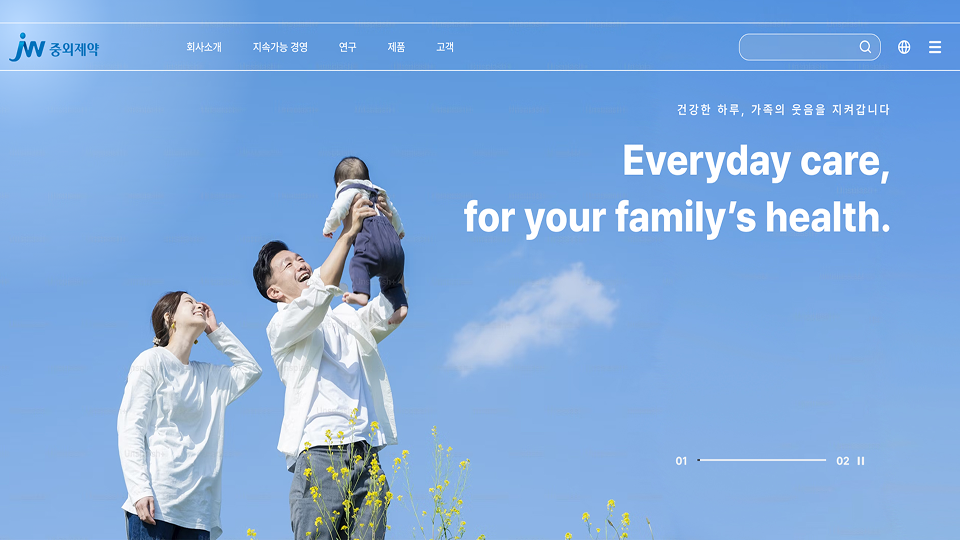 jw 중외제약
회사소개 지속가능 경영 연구 제품 고객
건강한 하루, 가족의 웃음을 지켜갑니다
Everyday care,
for your family’s health.
01 02